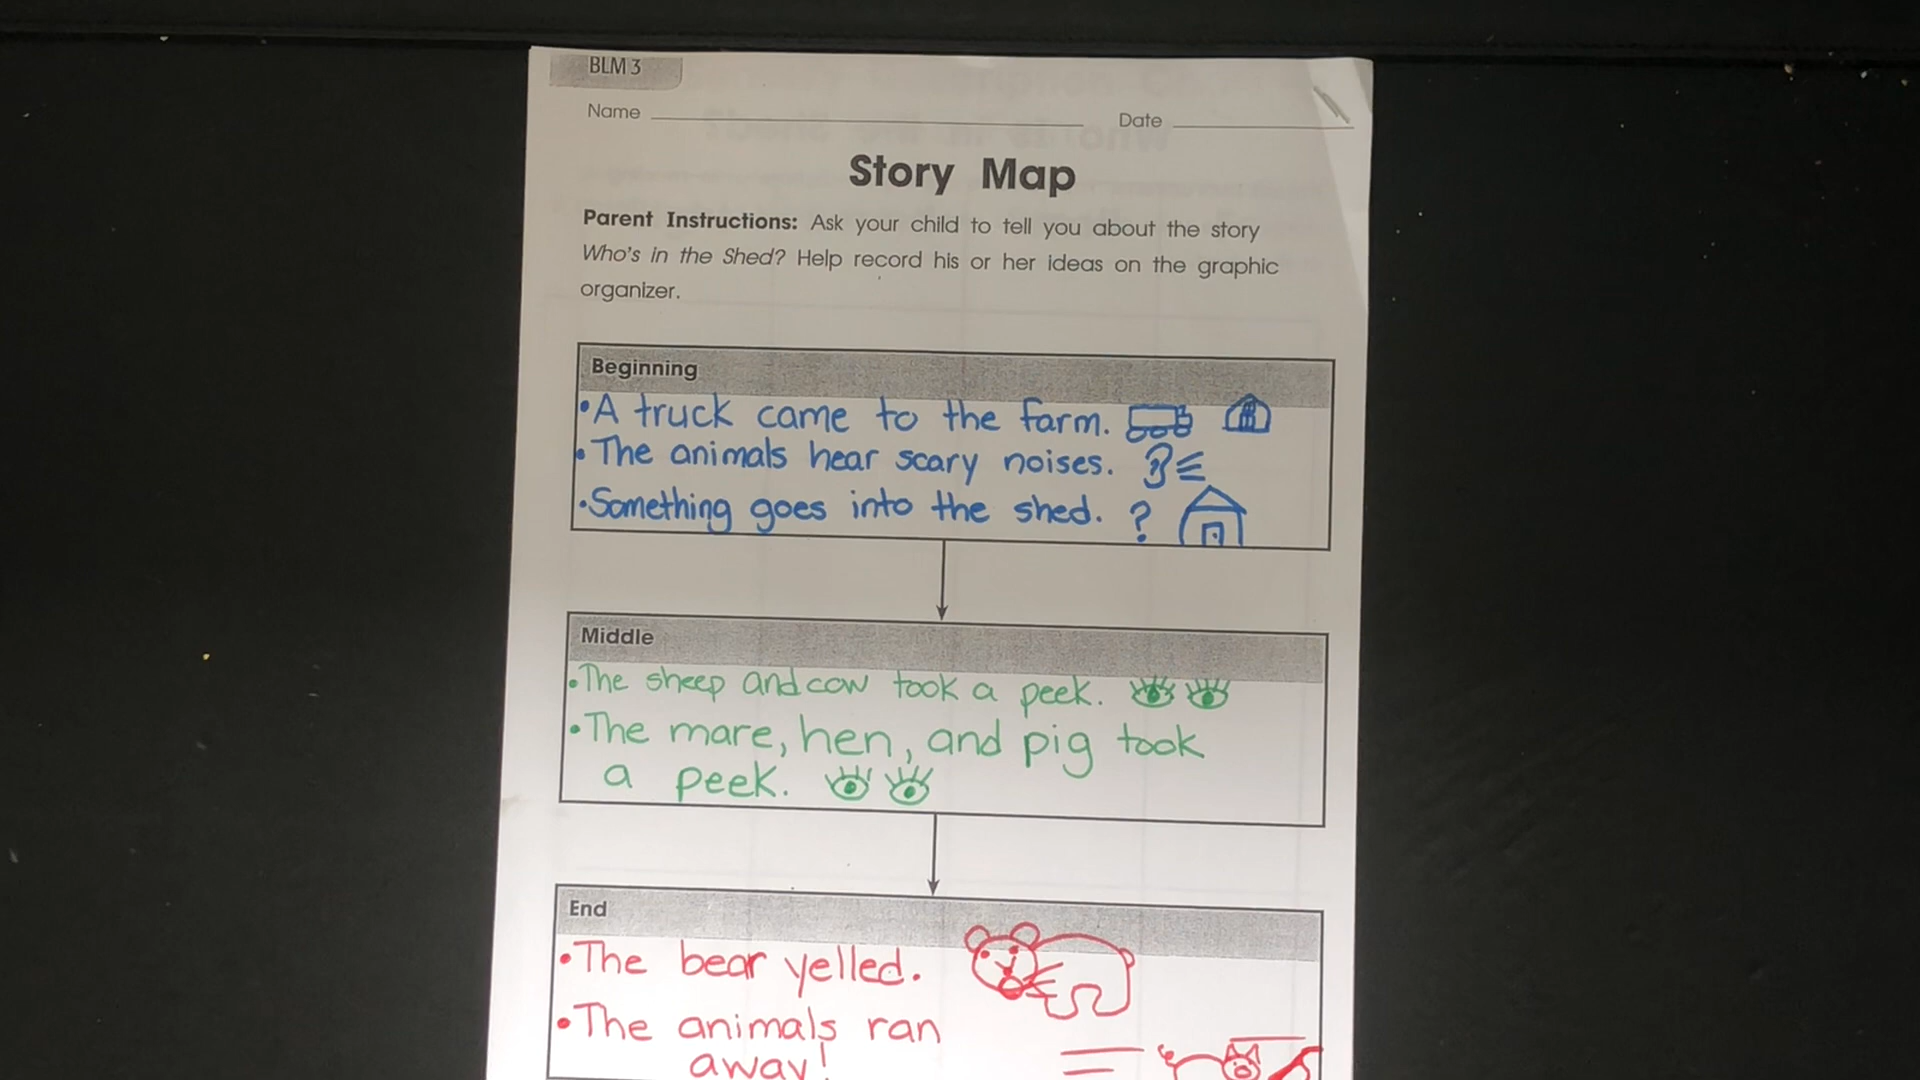 BLM 3
Name Date
Story Map
Parent Instructions: Ask your child to tell you about the story
Who's in the Shed? Help record his or her ideas on the graphic
organizer.
Beginning
•A truck came to the farm.
•The animals hear scary noises.
•Something goes into the shed. ?
Middle
•The sheep and cow took a peek.
•The mare, hen, and pig took
a peek.
End
•The bear yelled.
•The animals ran
away!